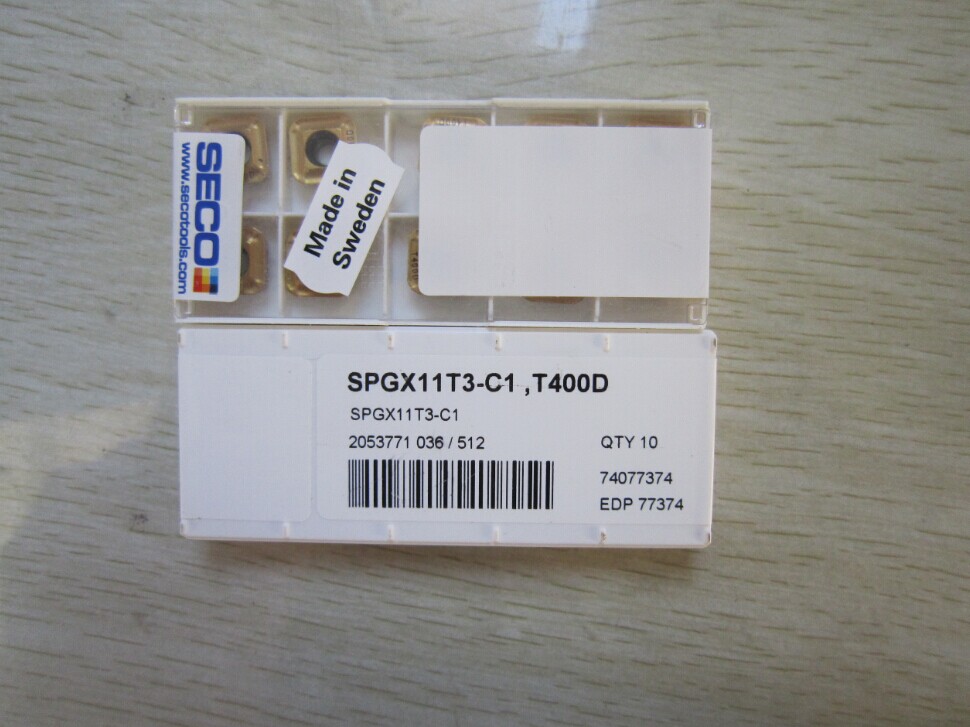 SECO
www.secotools.com
Made in
Sweden
SPGX11T3-C1 ,T400D
SPGX11T3-C1
2053771 036 / 512
QTY 10
74077374
EDP 77374